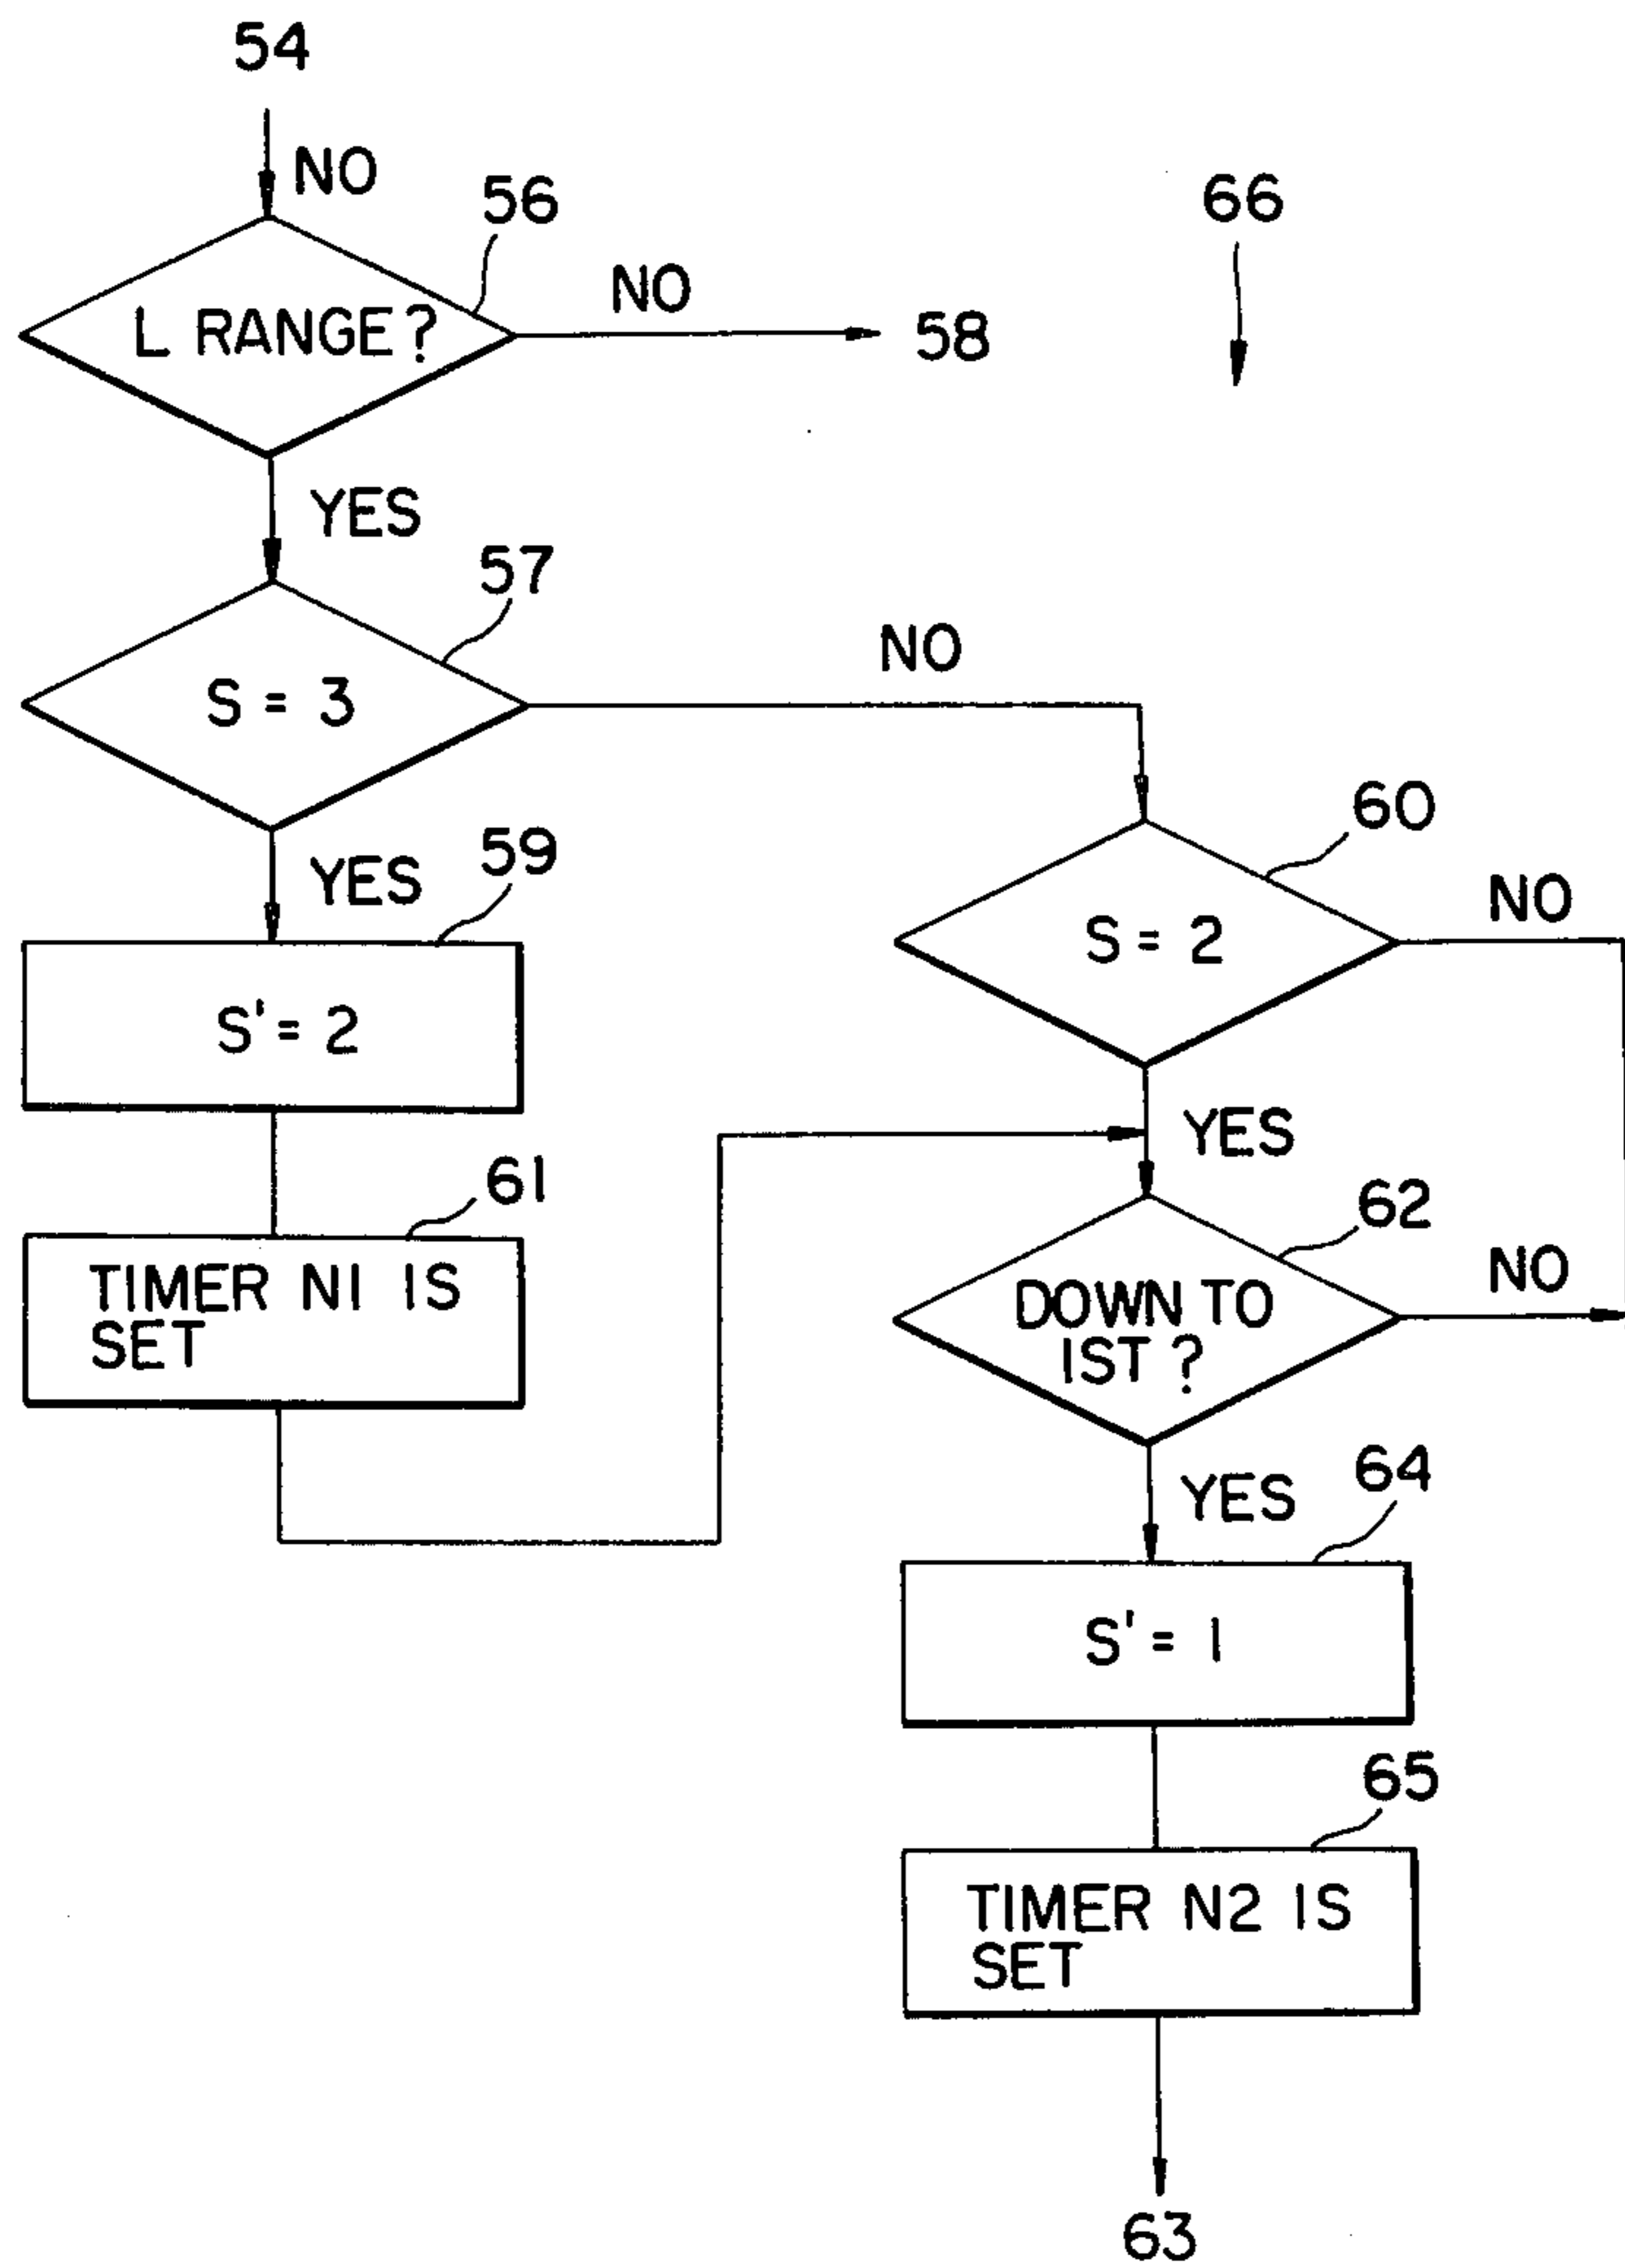 54
NO
56
66
L RANGE?
NO
58
YES
57
S = 3
NO
60
YES
59
S = 2
NO
S' = 2
YES
61
62
TIMER N1 IS
SET
DOWN TO
1ST ?
NO
YES
64
S' = 1
65
TIMER N2 IS
SET
63